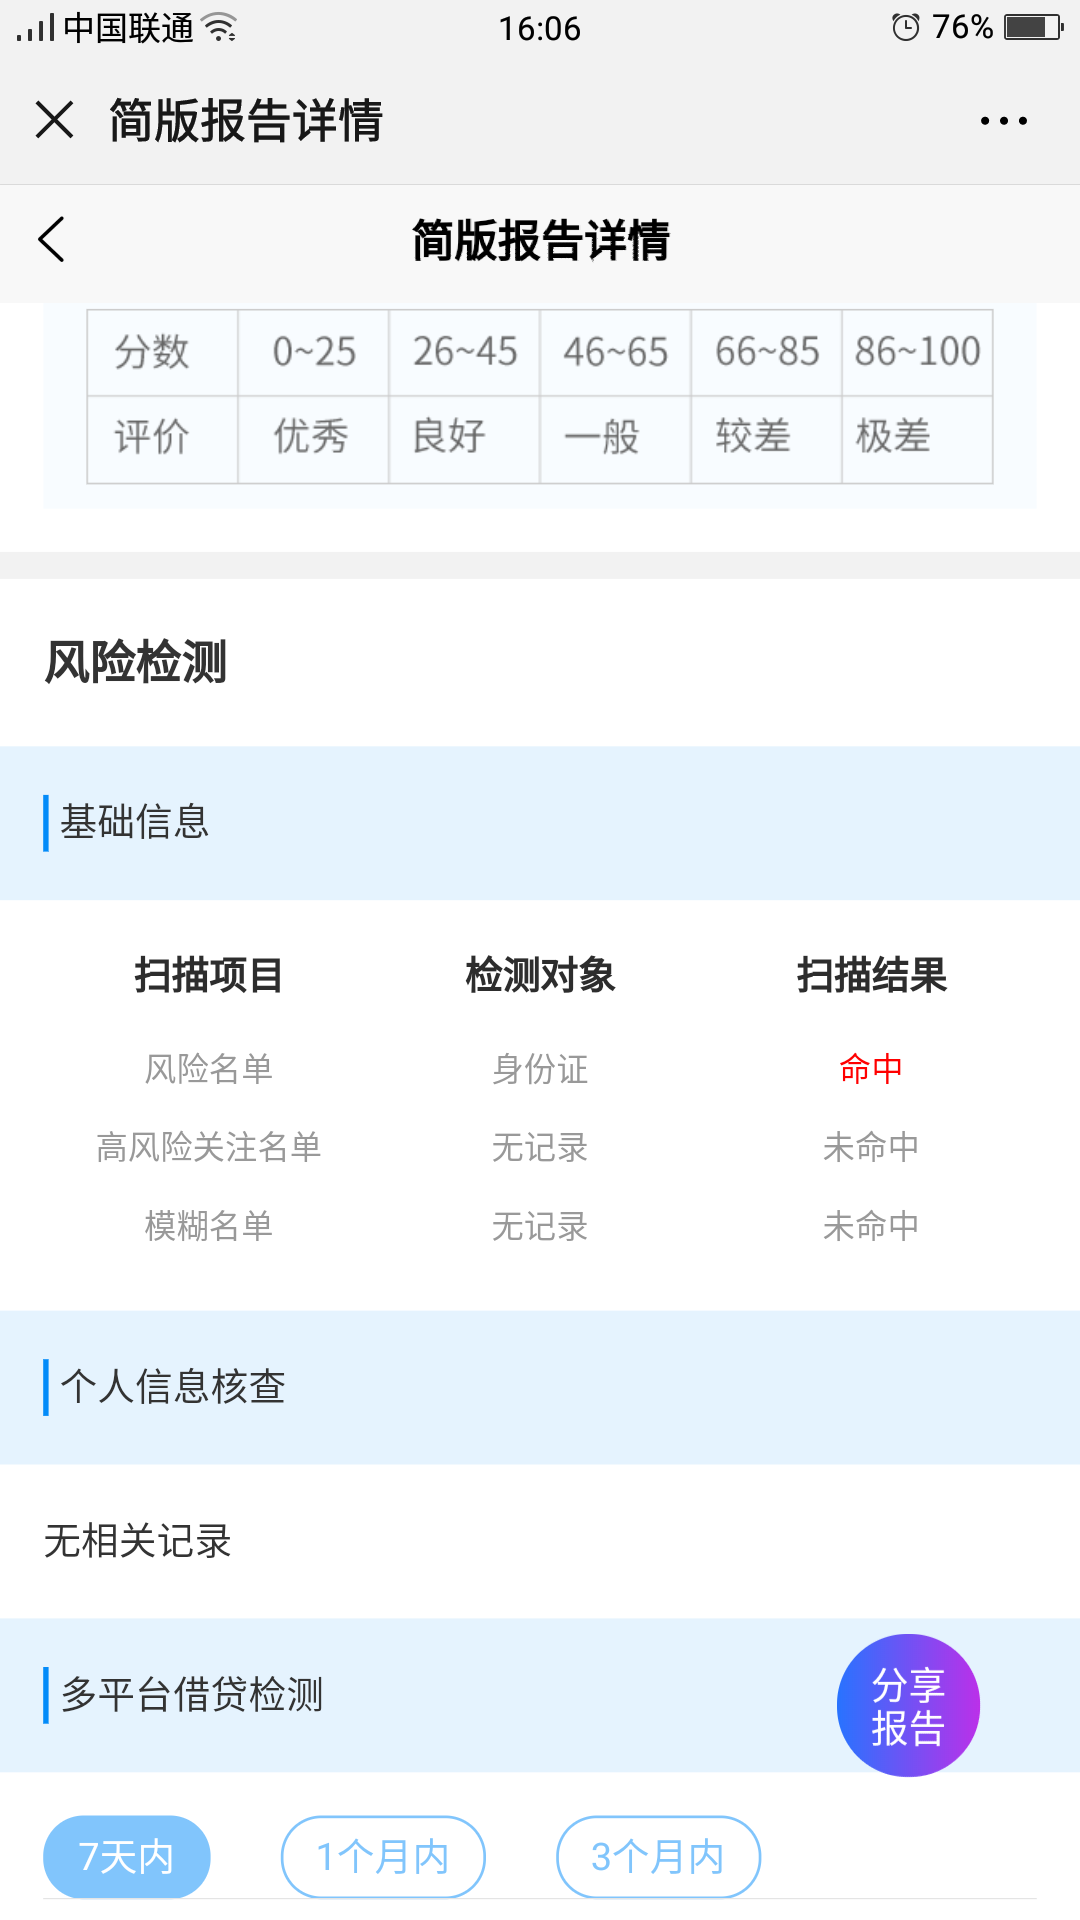 中国联通 16:06 76%
简版报告详情
简版报告详情
分数 0~25 26~45 46~65 66~85 86~100
评价 优秀 良好 一般 较差 极差
风险检测
基础信息
扫描项目 检测对象 扫描结果
风险名单 身份证 命中
高风险关注名单 无记录 未命中
模糊名单 无记录 未命中
个人信息核查
无相关记录
多平台借贷检测
分享
报告
7天内 1个月内 3个月内